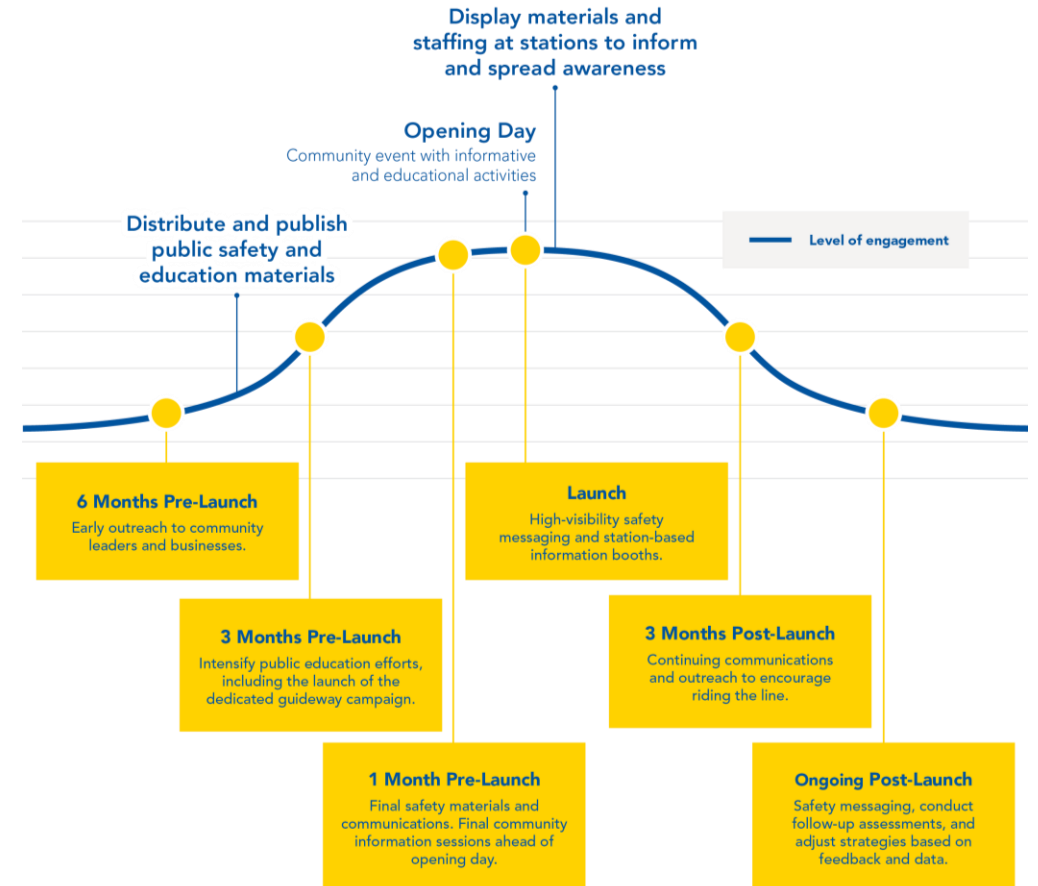 Display materials and
staffing at stations to inform
and spread awareness
Opening Day
Community event with informative
and educational activities
Distribute and publish
public safety and
education materials
Level of engagement
6 Months Pre-Launch
Early outreach to community
leaders and businesses.
Launch
High-visibility safety
messaging and station-based
information booths.
3 Months Pre-Launch
Intensify public education efforts,
including the launch of the
dedicated guideway campaign.
3 Months Post-Launch
Continuing communications
and outreach to encourage
riding the line.
1 Month Pre-Launch
Final safety materials and
communications. Final community
information sessions ahead of
opening day.
Ongoing Post-Launch
Safety messaging, conduct
follow-up assessments, and
adjust strategies based on
feedback and data.